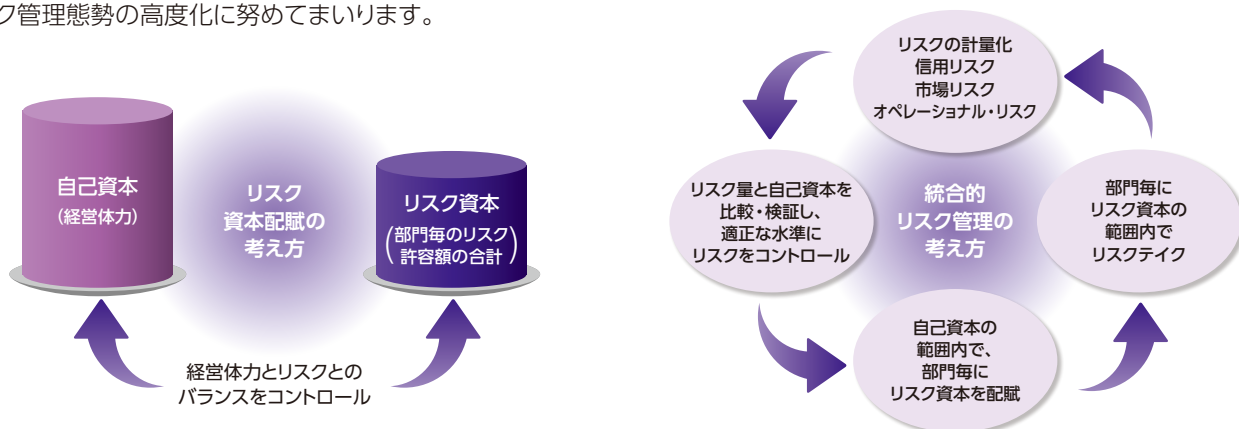 ク管理態勢の高度化に努めてまいります。
自己資本
(経営体力)
リスク
資本配賦の
考え方
リスク資本
(部門毎のリスク
許容額の合計)
経営体力とリスクとの
バランスをコントロール
リスクの計量化
信用リスク
市場リスク
オペレーショナル・リスク
リスク量と自己資本を
比較・検証し、
適正な水準に
リスクをコントロール
統合的
リスク管理の
考え方
部門毎に
リスク資本の
範囲内で
リスクテイク
自己資本の
範囲内で、
部門毎に
リスク資本を配賦